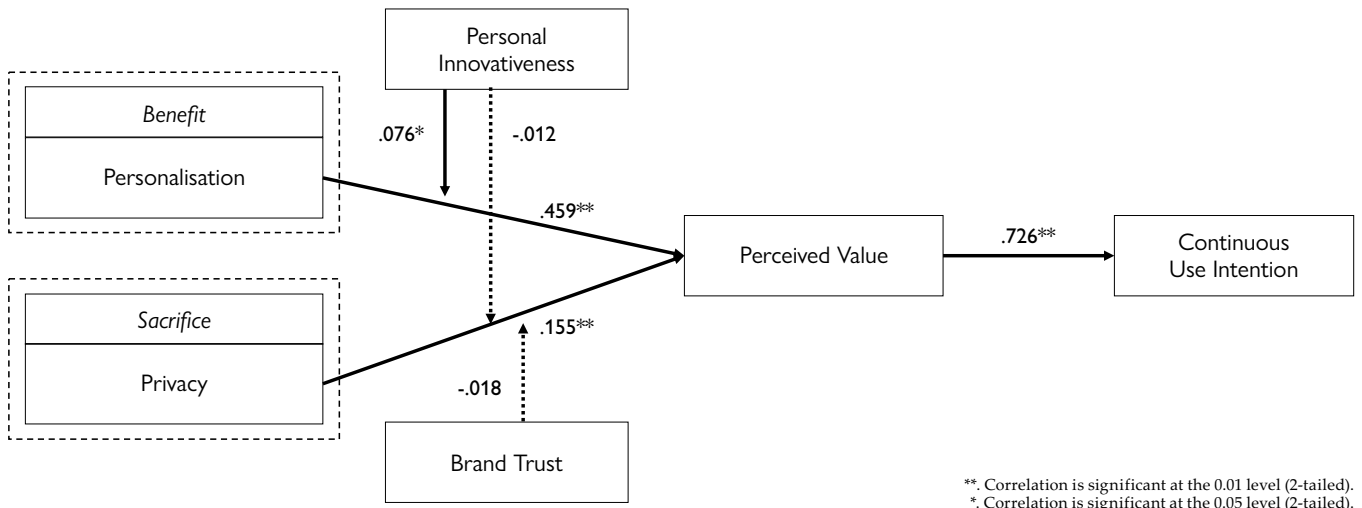 Personal
Innovativeness
Benefit
Personalisation
.076*
-.012
.459**
Perceived Value
.726**
Continuous
Use Intention
Sacrifice
Privacy
.155**
-.018
Brand Trust
**. Correlation is significant at the 0.01 level (2-tailed).
*. Correlation is significant at the 0.05 level (2-tailed).